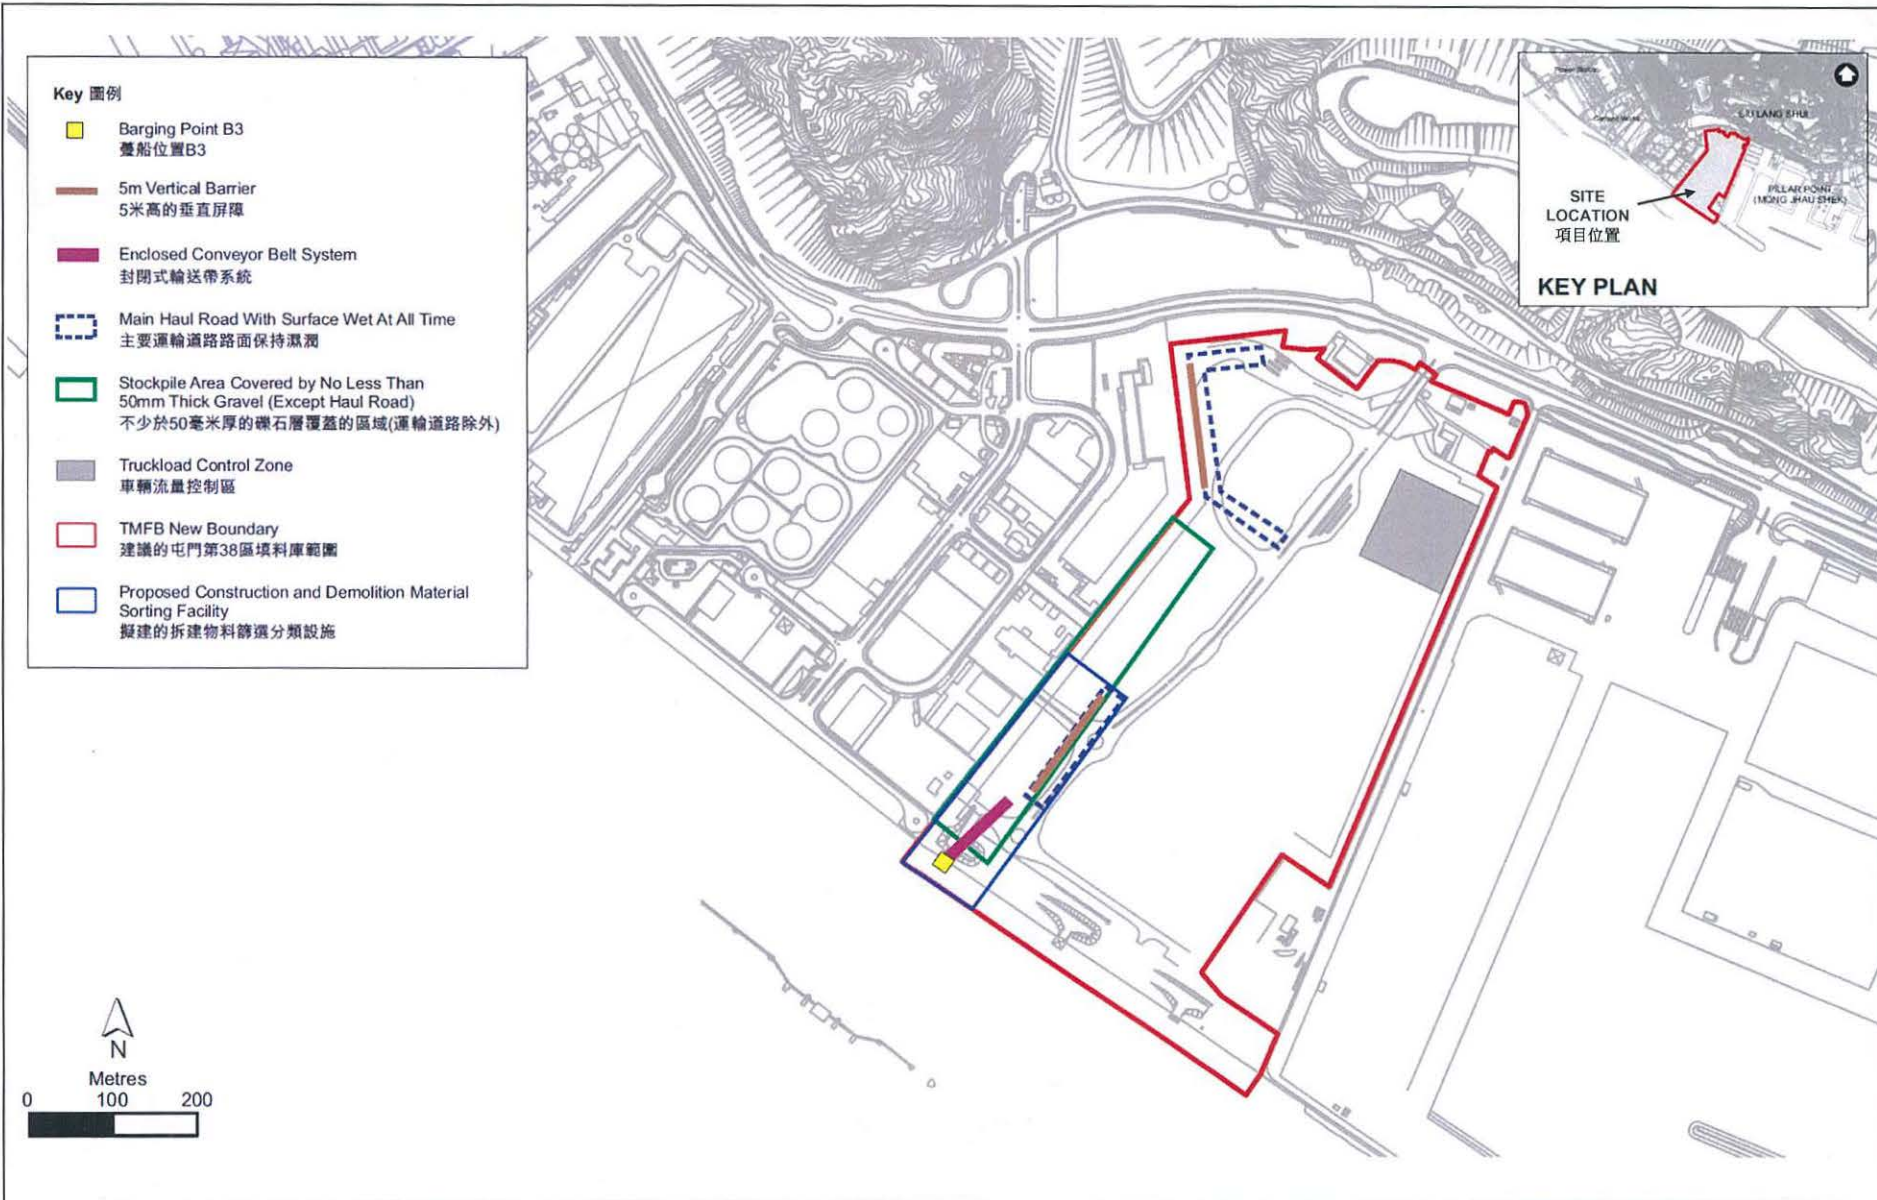 Key 圖例
Barging Point B3
躉船位置B3
5m Vertical Barrier
5米高的垂直屏障
Enclosed Conveyor Belt System
封閉式輸送帶系統
Main Haul Road With Surface Wet At All Time
主要運輸道路路面保持濕潤
Stockpile Area Covered by No Less Than
50mm Thick Gravel (Except Haul Road)
不少於50毫米厚的礫石層覆蓋的區域(運輸道路除外)
Truckload Control Zone
車輛流量控制區
TMFB New Boundary
建議的屯門第38區填料庫範圍
Proposed Construction and Demolition Material
Sorting Facility
擬建的拆建物料篩選分類設施
N
Metres
0 100 200
Power Station
Cement Works
LANG SHUI
PILLAR POINT
SITE
LOCATION
項目位置
KEY PLAN